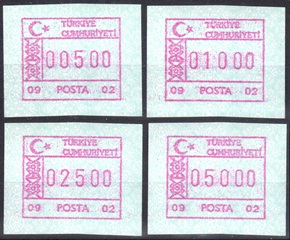 TÜRKİYE
CUMHURİYETİ
00500
09 POSTA 02
TÜRKİYE
CUMHURİYETİ
01000
09 POSTA 02
TÜRKİYE
CUMHURİYETİ
02500
09 POSTA 02
TÜRKİYE
CUMHURİYETİ
05000
09 POSTA 02